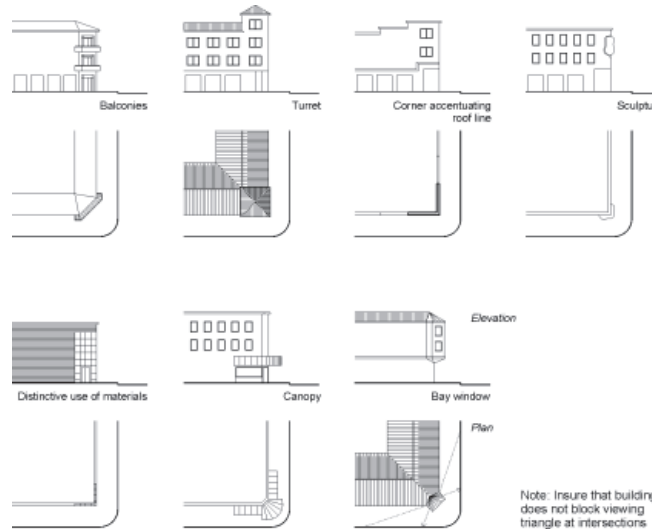 Balconies
Turret
Corner accentuating
roof line
Sculptu
Elevation
Distinctive use of materials
Canopy
Bay window
Plan
Note: Insure that building
does not block viewing
triangle at intersections